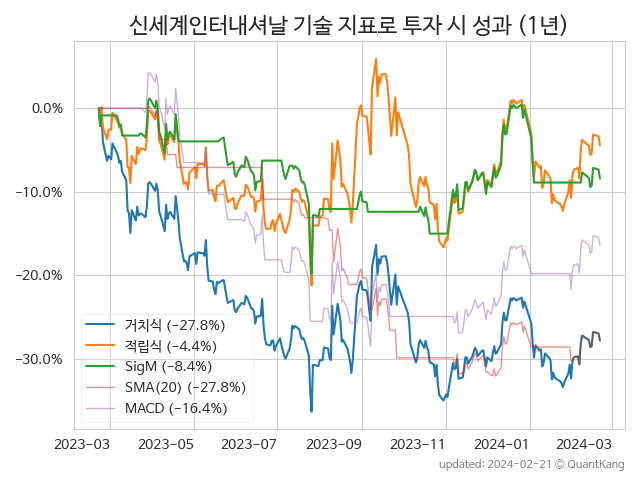 신세계인터내셔날 기술 지표로 투자 시 성과 (1년)
0.0%
−10.0%
−20.0%
−30.0%
거치식 (−27.8%)
적립식 (−4.4%)
SigM (−8.4%)
SMA(20) (−27.8%)
MACD (−16.4%)
2023-03 2023-05 2023-07 2023-09 2023-11 2024-01 2024-03
updated: 2024-02-21 © QuantKang